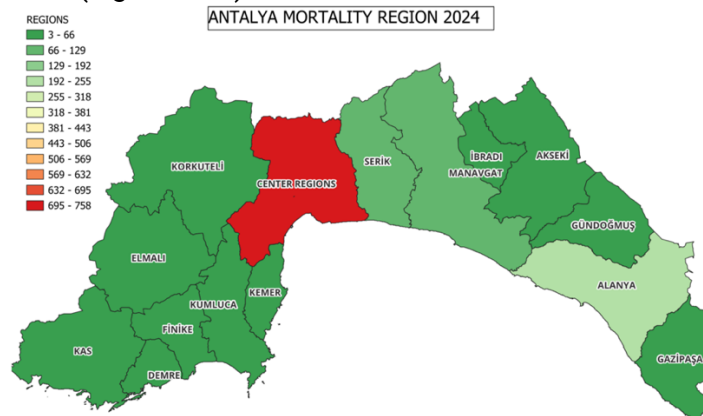 ANTALYA MORTALITY REGION 2024
REGIONS
3 - 66
66 - 129
129 - 192
192 - 255
255 - 318
318 - 381
381 - 443
443 - 506
506 - 569
569 - 632
632 - 695
695 - 758
KORKUTELİ
CENTER REGIONS
SERİK
İBRADI
MANAVGAT
AKSEKİ
GÜNDOĞMUŞ
ALANYA
GAZİPAŞA
ELMALI
KEMER
KUMLUCA
FİNİKE
KAS
DEMRE